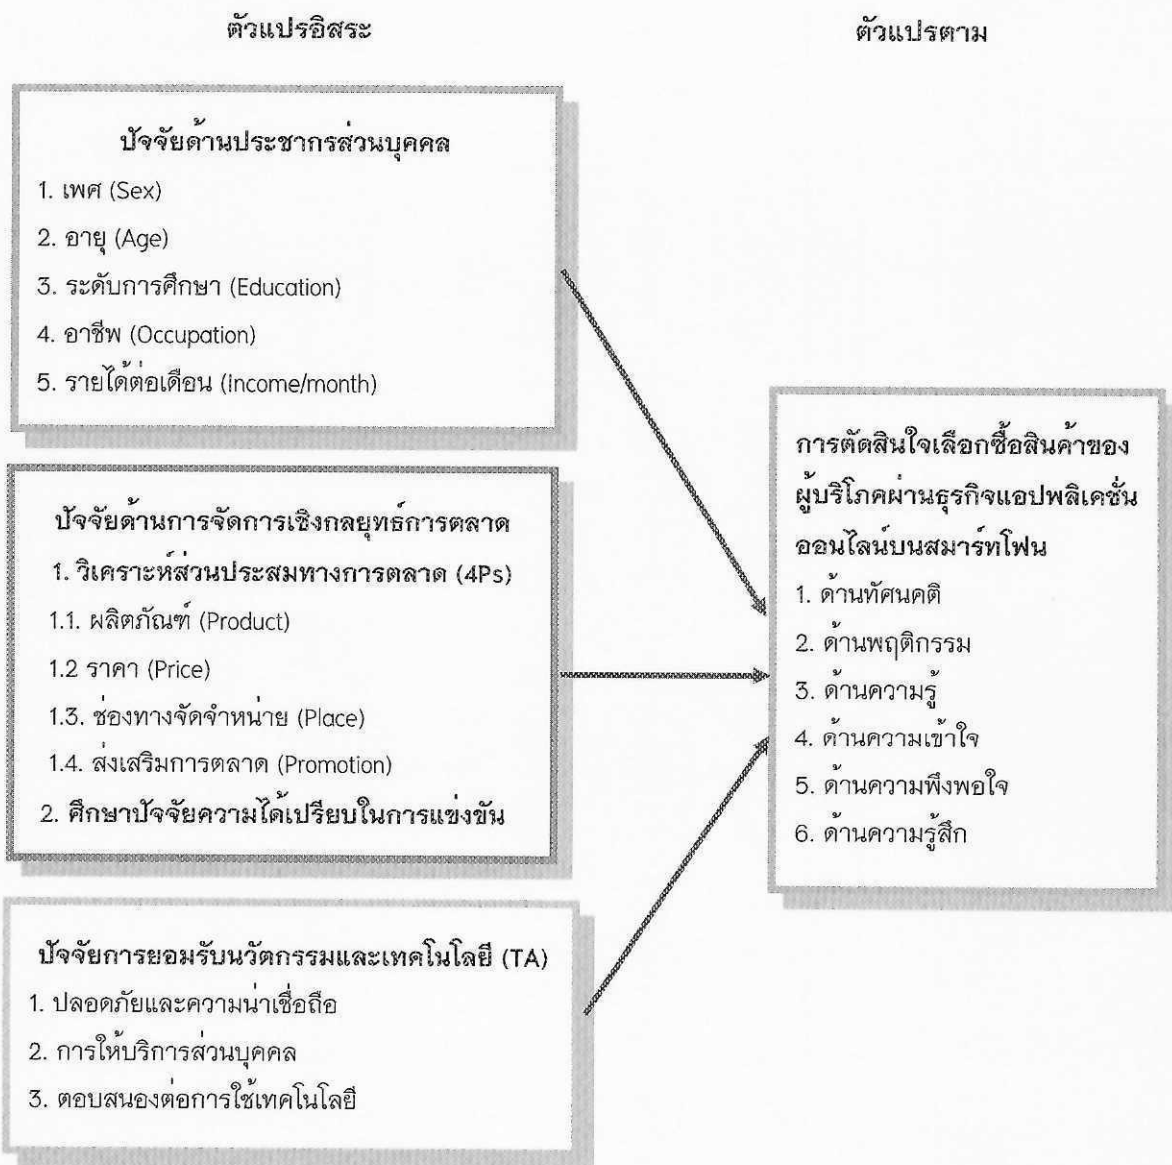 ตัวแปรอิสระ
ตัวแปรตาม
ปัจจัยด้านประชากรส่วนบุคคล
1. เพศ (Sex)
2. อายุ (Age)
3. ระดับการศึกษา (Education)
4. อาชีพ (Occupation)
5. รายได้ต่อเดือน (income/month)
ปัจจัยด้านการจัดการเชิงกลยุทธ์การตลาด
1. วิเคราะห์ส่วนประสมทางการตลาด (4Ps)
1.1. ผลิตภัณฑ์ (Product)
1.2 ราคา (Price)
1.3. ช่องทางจัดจำหน่าย (Place)
1.4. ส่งเสริมการตลาด (Promotion)
2. ศึกษาปัจจัยความได้เปรียบในการแข่งขัน
ปัจจัยการยอมรับนวัตกรรมและเทคโนโลยี (TA)
1. ปลอดภัยและความน่าเชื่อถือ
2. การให้บริการส่วนบุคคล
3. ตอบสนองต่อการใช้เทคโนโลยี
การตัดสินใจเลือกซื้อสินค้าของ
ผู้บริโภคผ่านธุรกิจแอปพลิเคชั่น
ออนไลน์บนสมาร์ทโฟน
1. ด้านทัศนคติ
2. ด้านพฤติกรรม
3. ด้านความรู้
4. ด้านความเข้าใจ
5. ด้านความพึงพอใจ
6. ด้านความรู้สึก